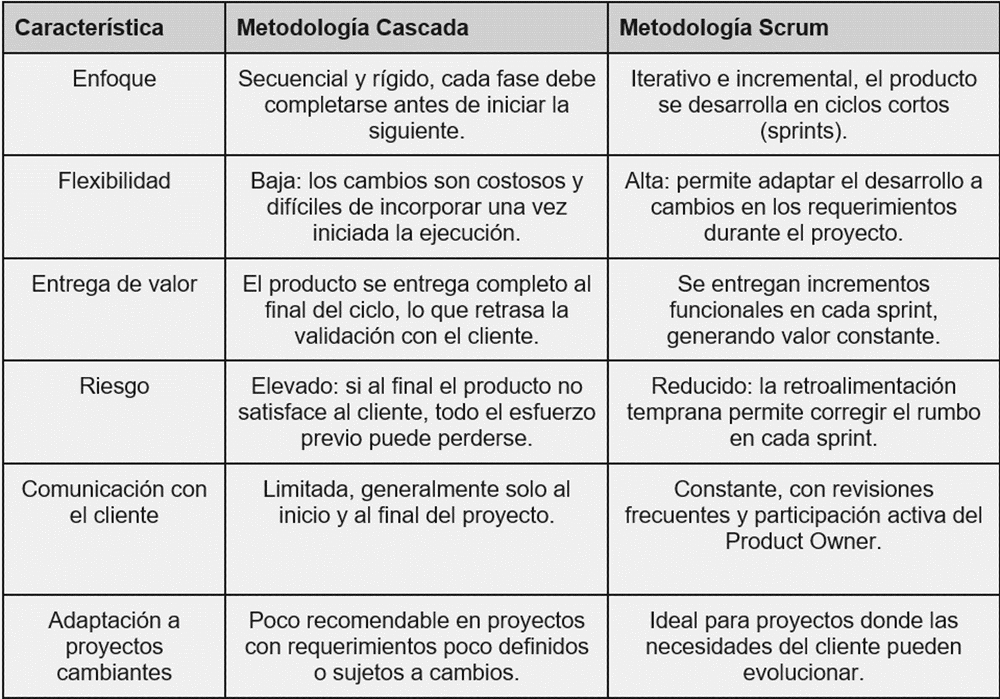 Característica
Metodología Cascada
Metodología Scrum
Enfoque
Secuencial y rígido, cada fase debe
completarse antes de iniciar la
siguiente.
Iterativo e incremental, el producto
se desarrolla en ciclos cortos
(sprints).
Flexibilidad
Baja: los cambios son costosos y
difíciles de incorporar una vez
iniciada la ejecución.
Alta: permite adaptar el desarrollo a
cambios en los requerimientos
durante el proyecto.
Entrega de valor
El producto se entrega completo al
final del ciclo, lo que retrasa la
validación con el cliente.
Se entregan incrementos
funcionales en cada sprint,
generando valor constante.
Riesgo
Elevado: si al final el producto no
satisface al cliente, todo el esfuerzo
previo puede perderse.
Reducido: la retroalimentación
temprana permite corregir el rumbo
en cada sprint.
Comunicación con
el cliente
Limitada, generalmente solo al
inicio y al final del proyecto.
Constante, con revisiones
frecuentes y participación activa del
Product Owner.
Adaptación a
proyectos
cambiantes
Poco recomendable en proyectos
con requerimientos poco definidos
o sujetos a cambios.
Ideal para proyectos donde las
necesidades del cliente pueden
evolucionar.